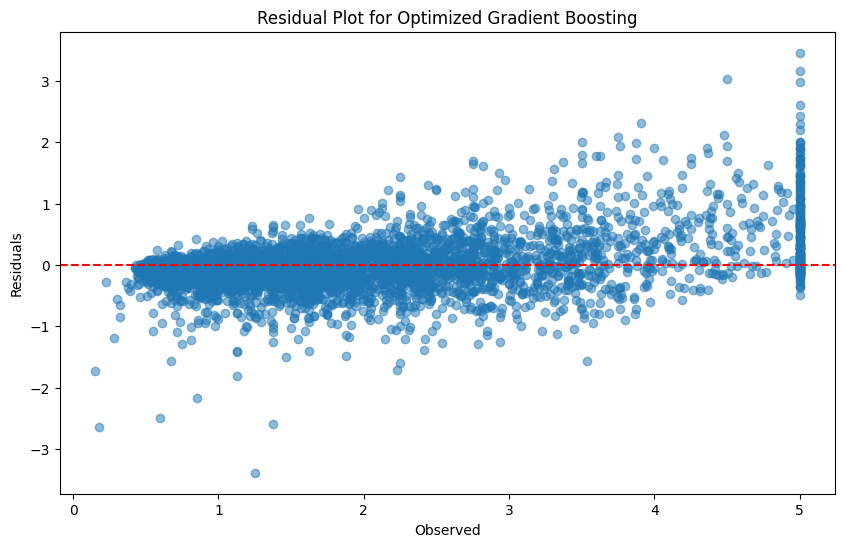 Residual Plot for Optimized Gradient Boosting
Residuals
3
2
1
0
−1
−2
−3
0 1 2 3 4 5
Observed